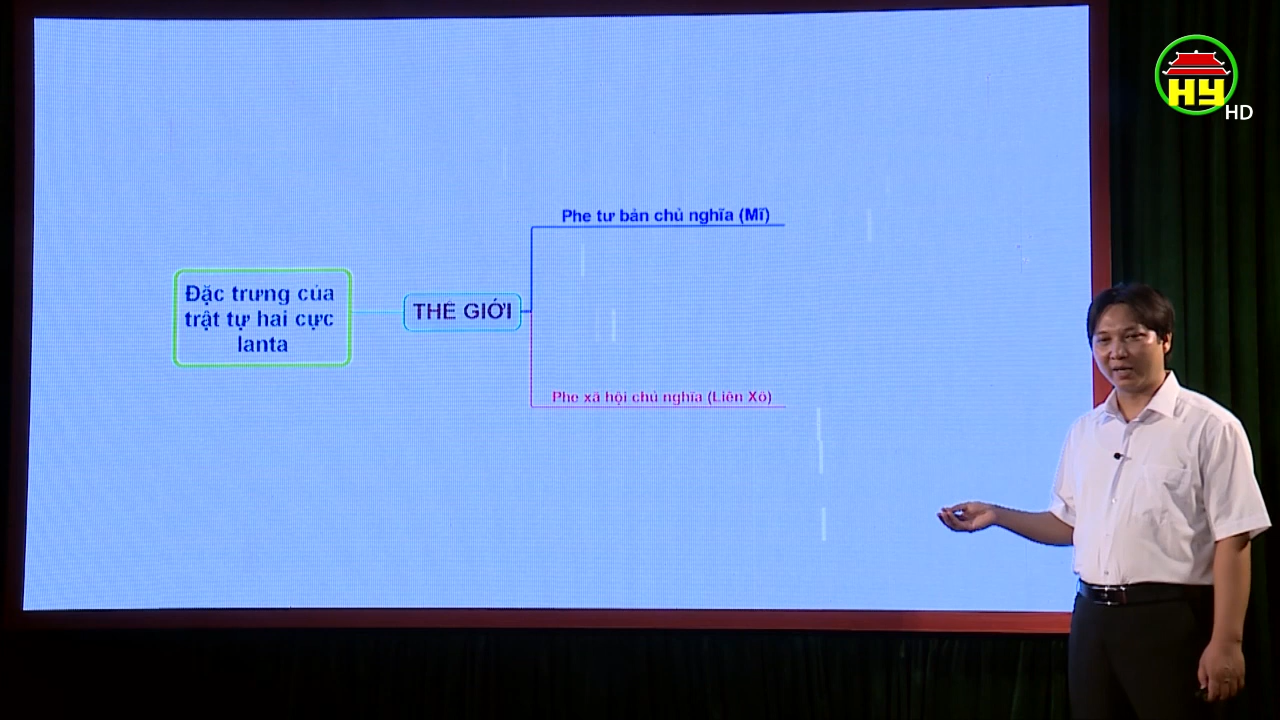 HY
HD
Phe tư bản chủ nghĩa (Mĩ)
Đặc trưng của
trật tự hai cực
Ianta
THẾ GIỚI
Phe xã hội chủ nghĩa (Liên Xô)